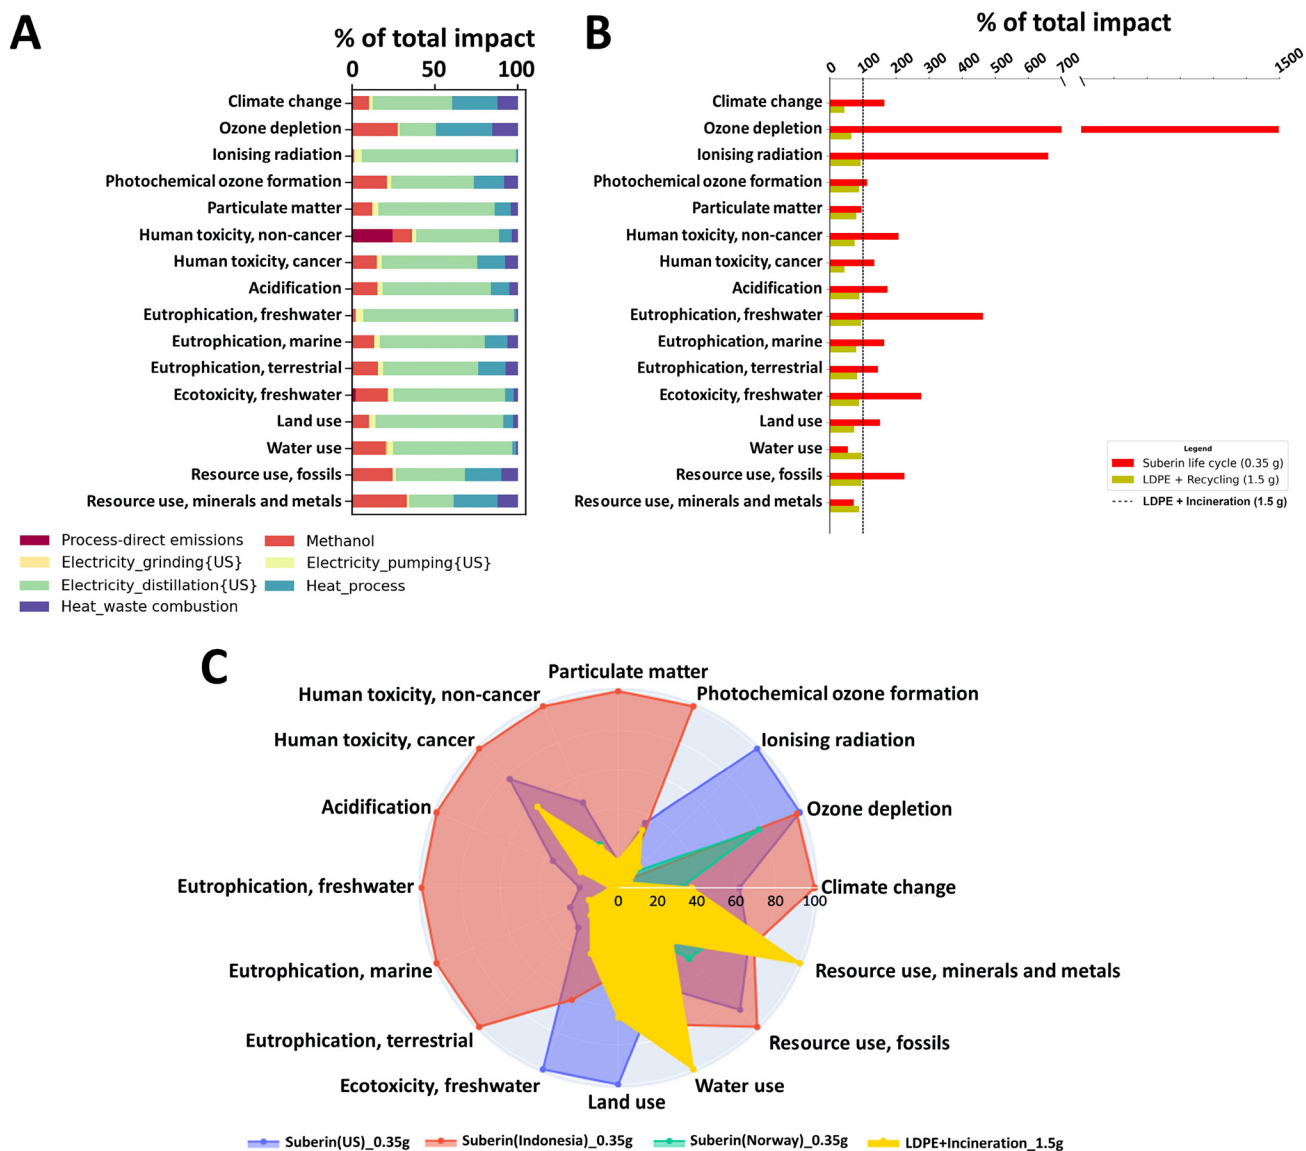 A
% of total impact
0 50 100
Climate change
Ozone depletion
Ionising radiation
Photochemical ozone formation
Particulate matter
Human toxicity, non-cancer
Human toxicity, cancer
Acidification
Eutrophication, freshwater
Eutrophication, marine
Eutrophication, terrestrial
Ecotoxicity, freshwater
Land use
Water use
Resource use, fossils
Resource use, minerals and metals
Process-direct emissions
Methanol
Electricity_grinding{US}
Electricity_pumping{US}
Electricity_distillation{US}
Heat_process
Heat_waste combustion
B
% of total impact
0 100 200 300 400 500 600 700 1500
Climate change
Ozone depletion
Ionising radiation
Photochemical ozone formation
Particulate matter
Human toxicity, non-cancer
Human toxicity, cancer
Acidification
Eutrophication, freshwater
Eutrophication, marine
Eutrophication, terrestrial
Ecotoxicity, freshwater
Land use
Water use
Resource use, fossils
Resource use, minerals and metals
Legend
Suberin life cycle (0.35 g)
LDPE + Recycling (1.5 g)
LDPE + Incineration (1.5 g)
C
Particulate matter
Human toxicity, non-cancer
Photochemical ozone formation
Human toxicity, cancer
Ionising radiation
Acidification
Ozone depletion
Eutrophication, freshwater
Climate change
0 20 40 60 80 100
Eutrophication, marine
Resource use, minerals and metals
Eutrophication, terrestrial
Resource use, fossils
Ecotoxicity, freshwater
Water use
Land use
Suberin(US)_0.35g
Suberin(Indonesia)_0.35g
Suberin(Norway)_0.35g
LDPE+Incineration_1.5g